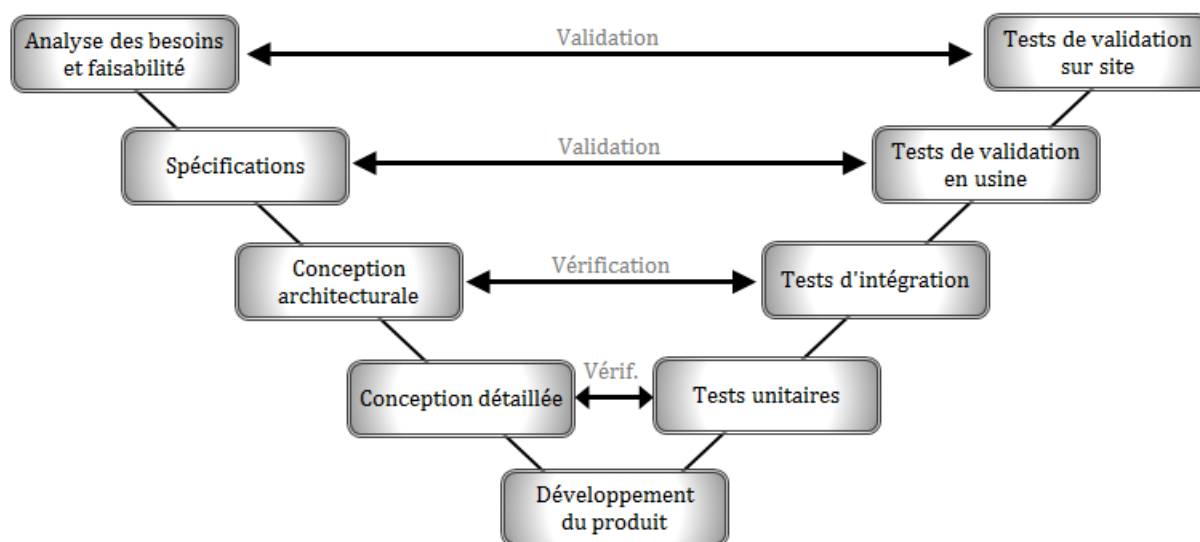 Analyse des besoins
et faisabilité
Validation
Tests de validation
sur site
Spécifications
Validation
Tests de validation
en usine
Conception
architecturale
Vérification
Tests d'intégration
Conception détaillée
Vérif.
Tests unitaires
Développement
du produit